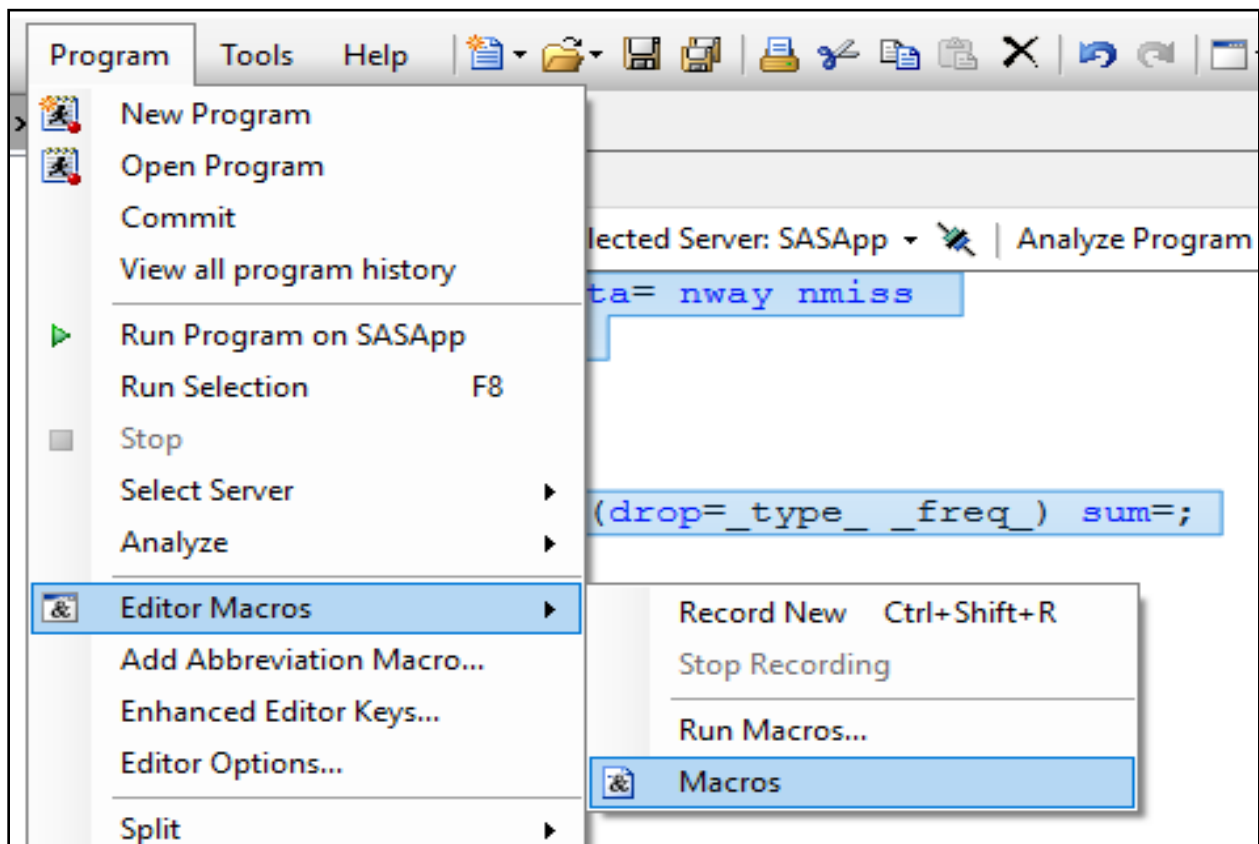 Program Tools Help
New Program
Open Program
Commit
lected Server: SASApp Analyze Program
View all program history
ta= nway nmiss
Run Program on SASApp
Run Selection F8
Stop
Select Server
(drop=_type_ _freq_) sum=;
Analyze
Editor Macros
Record New Ctrl+Shift+R
Add Abbreviation Macro...
Stop Recording
Enhanced Editor Keys...
Run Macros...
Editor Options...
Macros
Split